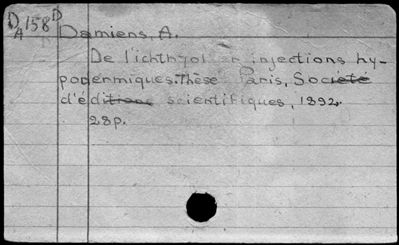 D 158 D
A
Damiens, A.
De l'ichthyol en injections hy-
podermiques. Thèse Paris, Société
d'éditions scientifiques, 1892.
28p.